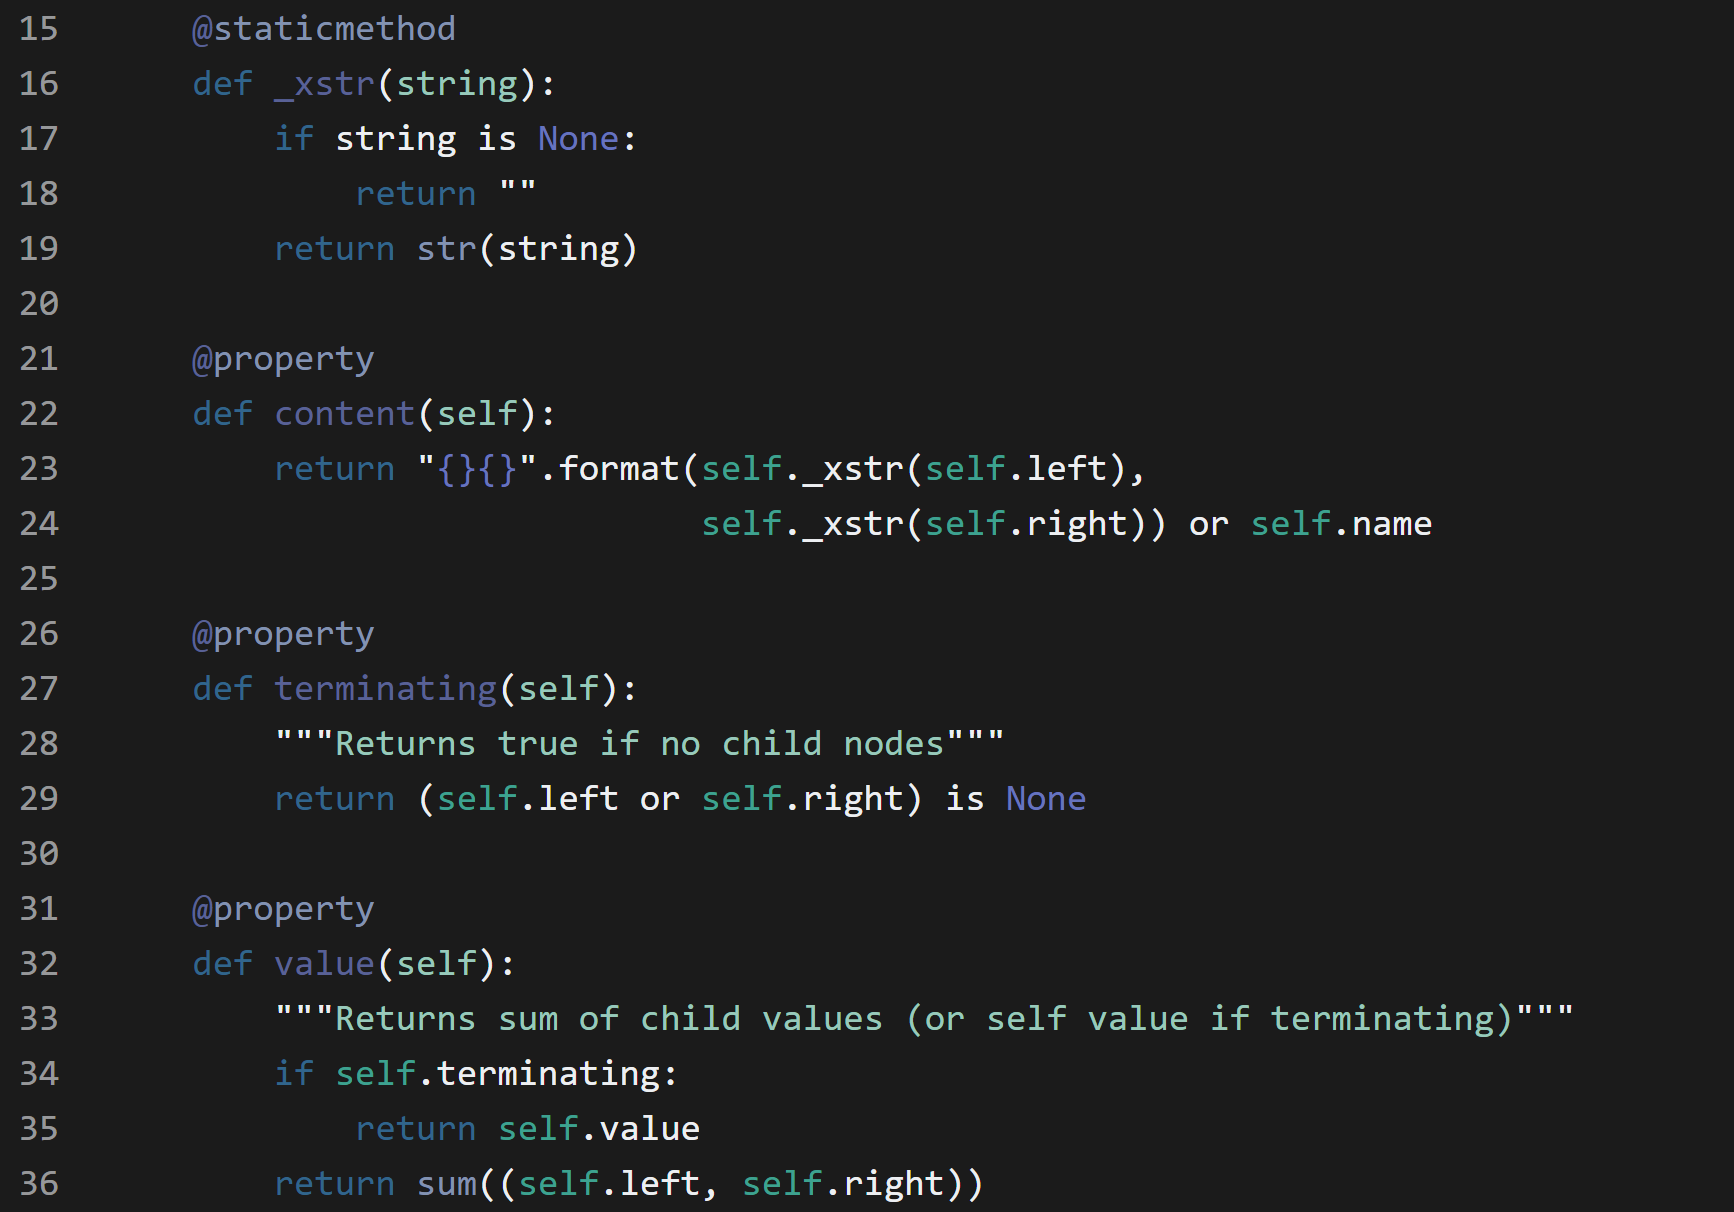 15 @staticmethod
16 def _xstr(string):
17 if string is None:
18 return ""
19 return str(string)
20
21 @property
22 def content(self):
23 return "{}{}".format(self._xstr(self.left),
24 self._xstr(self.right)) or self.name
25
26 @property
27 def terminating(self):
28 """Returns true if no child nodes"""
29 return (self.left or self.right) is None
30
31 @property
32 def value(self):
33 """Returns sum of child values (or self value if terminating)"""
34 if self.terminating:
35 return self.value
36 return sum((self.left, self.right))